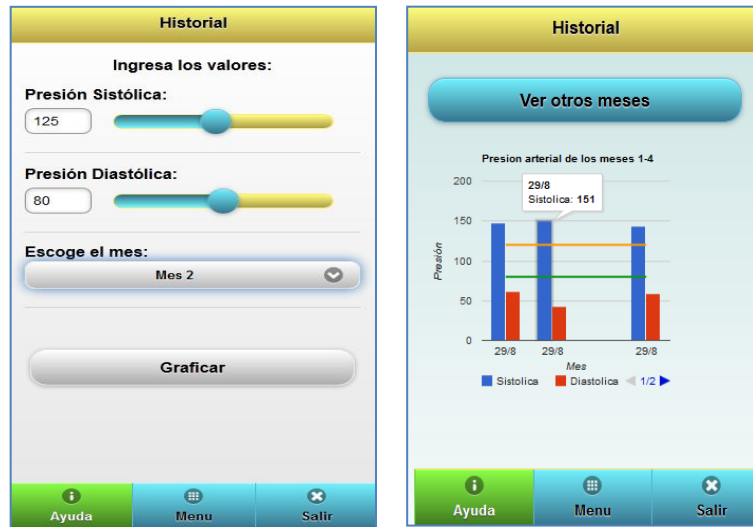 Historial
Ingresa los valores:
Presión Sistólica:
125
Presión Diastólica:
80
Escoge el mes:
Mes 2
Graficar
Ayuda
Menu
Salir
Historial
Ver otros meses
Presion arterial de los meses 1-4
200
29/8
Sistolica: 151
150
100
50
0
Presión
29/8 29/8 29/8
Mes
Sistolica Diastolica 1/2
Ayuda
Menu
Salir